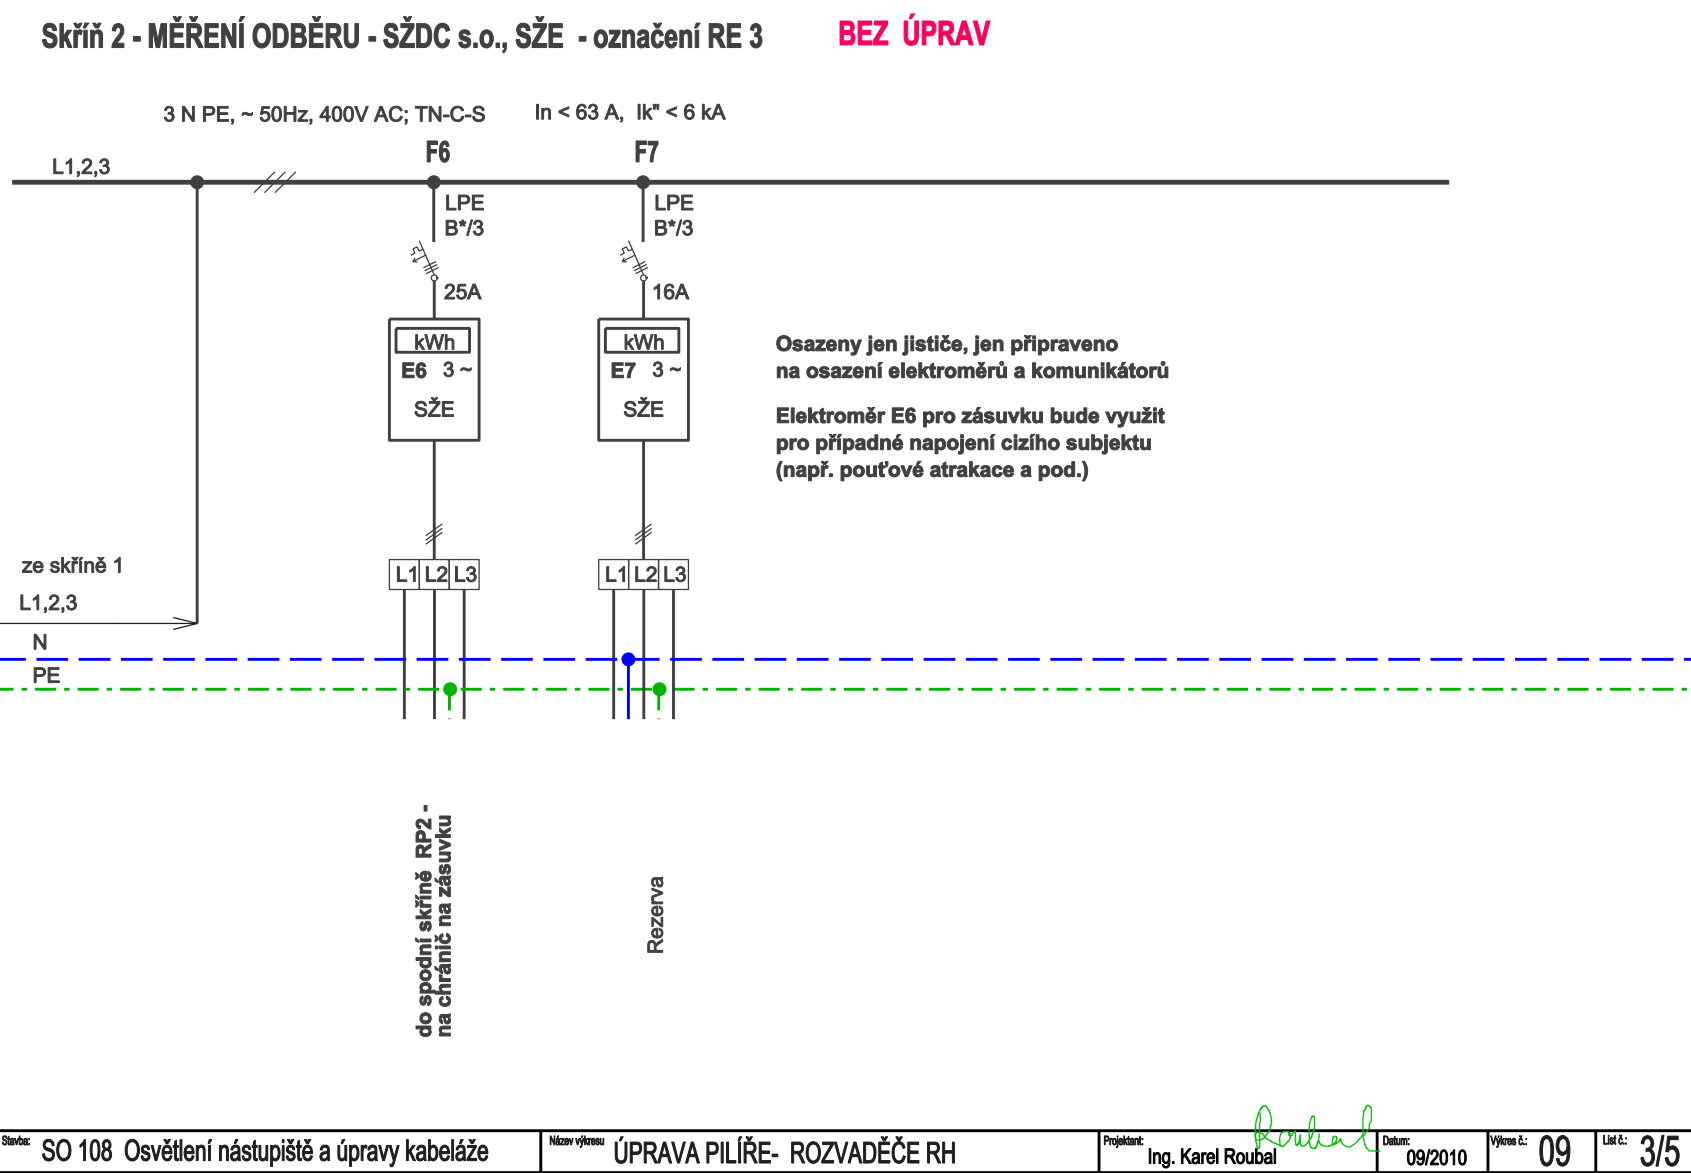 Skříň 2 - MĚŘENÍ ODBĚRU - SŽDC s.o., SŽE - označení RE 3 BEZ ÚPRAV
3 N PE, ~ 50Hz, 400V AC; TN-C-S In < 63 A, Ik" < 6 kA
F6 F7
L1,2,3
LPE LPE
B*/3 B*/3
25A 16A
kWh kWh
E6 3 ~ E7 3 ~
SŽE SŽE
Osazeny jen jističe, jen připraveno
na osazení elektroměrů a komunikátorů
Elektroměr E6 pro zásuvku bude využit
pro případné napojení cizího subjektu
(např. pouťové atrakace a pod.)
ze skříně 1
L1 L2 L3 L1 L2 L3
L1,2,3
N
PE
do spodní skříně RP2 -
na chránič na zásuvku
Rezerva
Stavba: SO 108 Osvětlení nástupiště a úpravy kabeláže
Název výkresu ÚPRAVA PILÍŘE- ROZVADĚČE RH
Projektant: Ing. Karel Roubal Roubal
Datum: 09/2010
Výkres č.: 09
List č.: 3/5